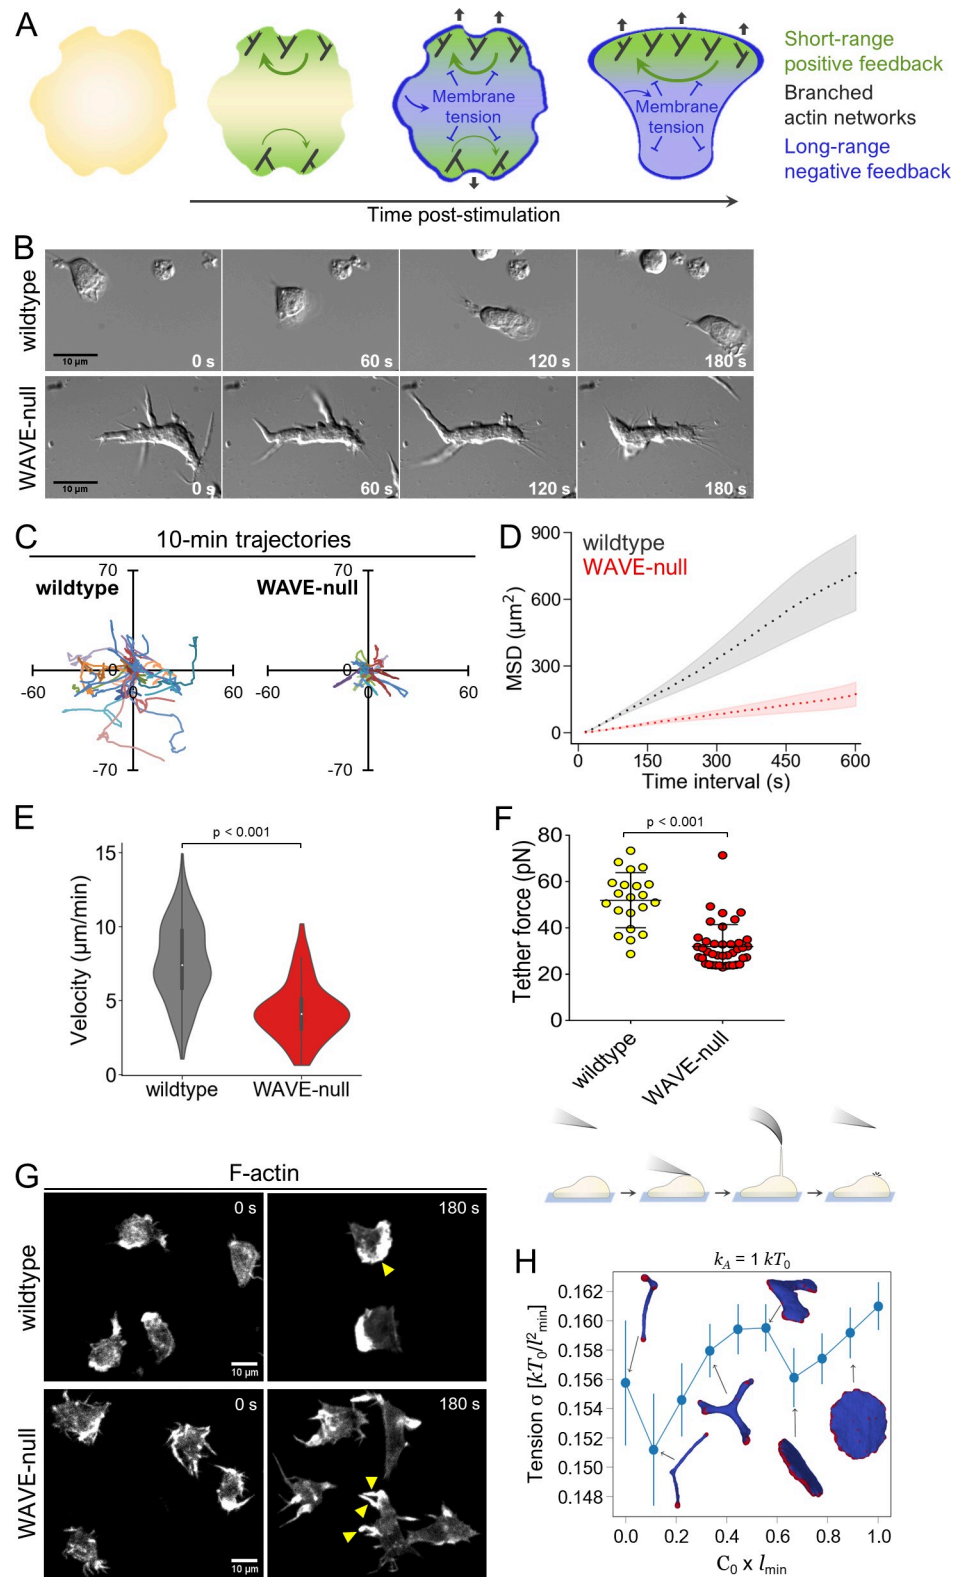 A
Membrane
tension
Membrane
tension
Short-range
positive feedback
Branched
actin networks
Long-range
negative feedback
Time post-stimulation
B
wildtype
10 µm
0 s
60 s
120 s
180 s
WAVE-null
10 µm
0 s
60 s
120 s
180 s
C
10-min trajectories
wildtype
70
-60
0
0
60
-70
WAVE-null
70
-60
0
0
60
-70
D
wildtype
WAVE-null
MSD (µm²)
900
600
300
0
0
150
300
450
600
Time interval (s)
E
p < 0.001
Velocity (µm/min)
15
10
5
0
wildtype
WAVE-null
F
p < 0.001
Tether force (pN)
80
60
40
20
0
wildtype
WAVE-null
G
F-actin
wildtype
0 s
10 µm
180 s
WAVE-null
0 s
10 µm
180 s
H
k_A = 1 kT₀
Tension σ [kT₀/l²min]
0.162
0.160
0.158
0.156
0.154
0.152
0.150
0.148
0.0
0.2
0.4
0.6
0.8
1.0
C₀ x lmin